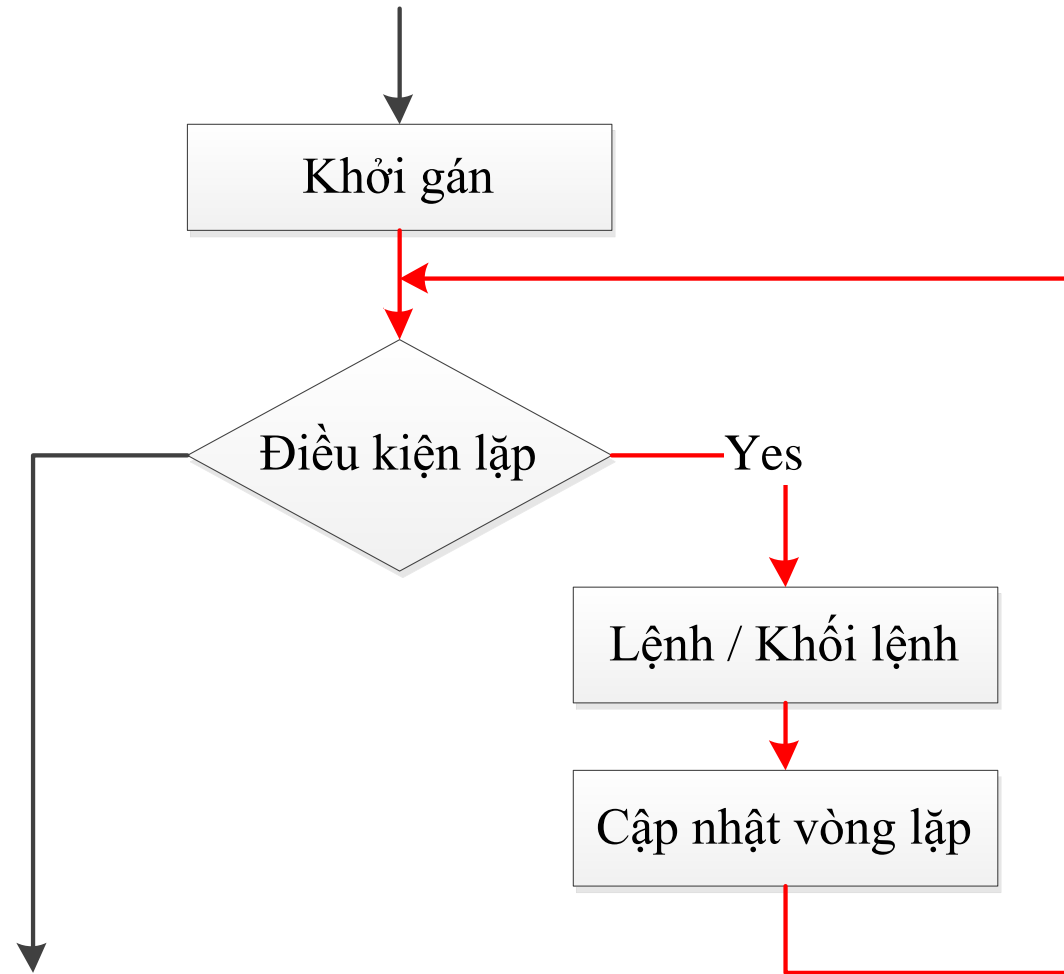 Khởi gán
Điều kiện lặp
Yes
Lệnh / Khối lệnh
Cập nhật vòng lặp